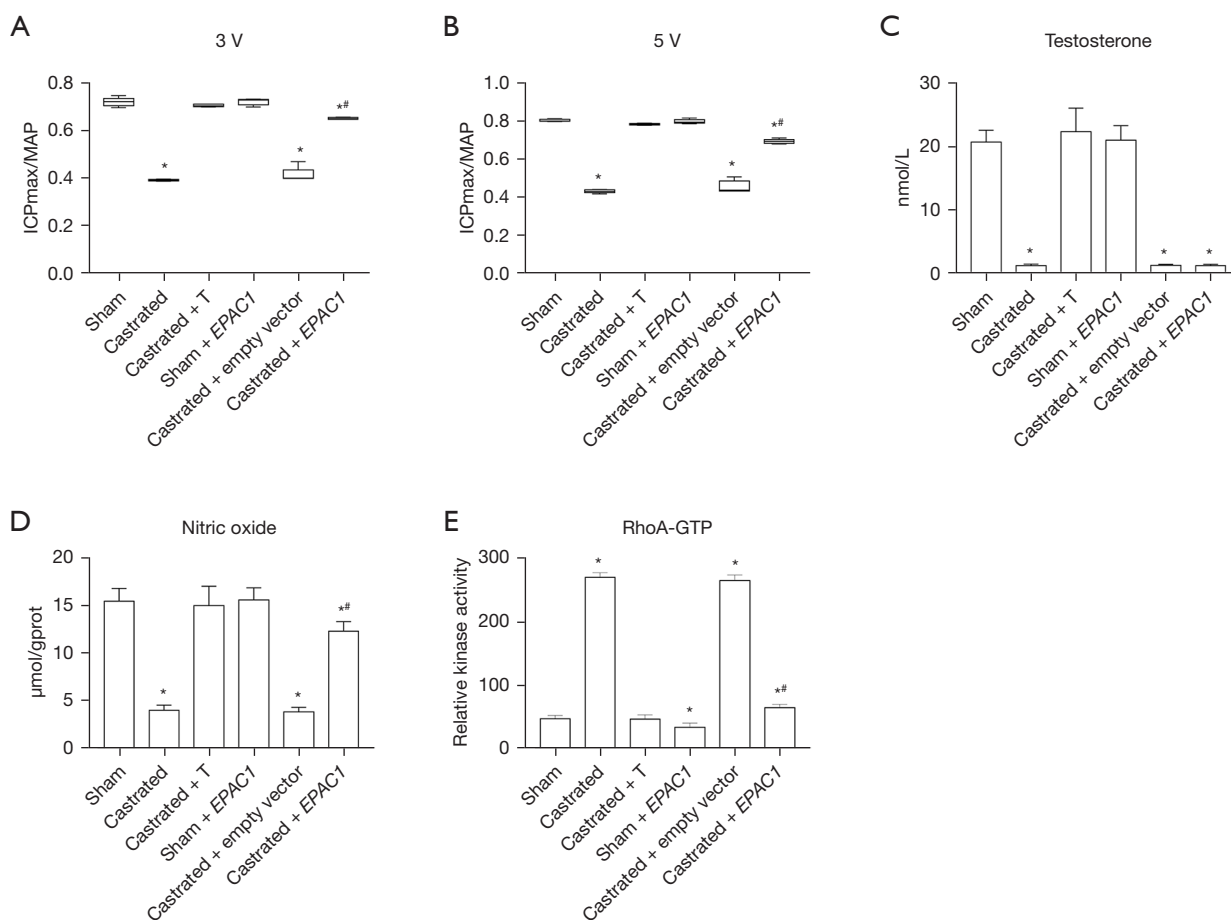 A
3 V
ICPmax/MAP
0.8
0.6
0.4
0.2
0.0
*
*
*#
Sham
Castrated
Castrated + T
Sham + EPAC1
Castrated + empty vector
Castrated + EPAC1
B
5 V
ICPmax/MAP
1.0
0.8
0.6
0.4
0.2
0.0
*
*
*#
Sham
Castrated
Castrated + T
Sham + EPAC1
Castrated + empty vector
Castrated + EPAC1
C
Testosterone
nmol/L
30
20
10
0
*
*
*
Sham
Castrated
Castrated + T
Sham + EPAC1
Castrated + empty vector
Castrated + EPAC1
D
Nitric oxide
μmol/gprot
20
15
10
5
0
*
*
*#
Sham
Castrated
Castrated + T
Sham + EPAC1
Castrated + empty vector
Castrated + EPAC1
E
RhoA-GTP
Relative kinase activity
300
200
100
0
*
*
*
*#
Sham
Castrated
Castrated + T
Sham + EPAC1
Castrated + empty vector
Castrated + EPAC1